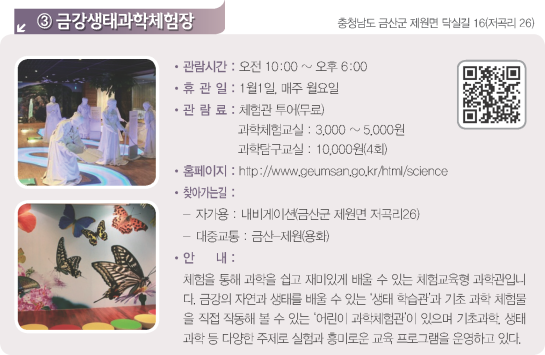 ③ 금강생태과학체험장
충청남도 금산군 제원면 닥실길 16(저곡리 26)
• 관람시간 : 오전 10:00 ~ 오후 6:00
• 휴 관 일 : 1월1일, 매주 월요일
• 관 람 료 : 체험관 투어(무료)
과학체험교실 : 3,000 ~ 5,000원
과학탐구교실 : 10,000원(4회)
• 홈페이지 : http://www.geumsan.go.kr/html/science
• 찾아가는길 :
- 자가용 : 내비게이션(금산군 제원면 저곡리26)
- 대중교통 : 금산-제원(용화)
• 안 내 :
체험을 통해 과학을 쉽고 재미있게 배울 수 있는 체험교육형 과학관입니
다. 금강의 자연과 생태를 배울 수 있는 '생태 학습관'과 기초 과학 체험물
을 직접 작동해 볼 수 있는 '어린이 과학체험관'이 있으며 기초과학, 생태
과학 등 다양한 주제로 실험과 흥미로운 교육 프로그램을 운영하고 있다.